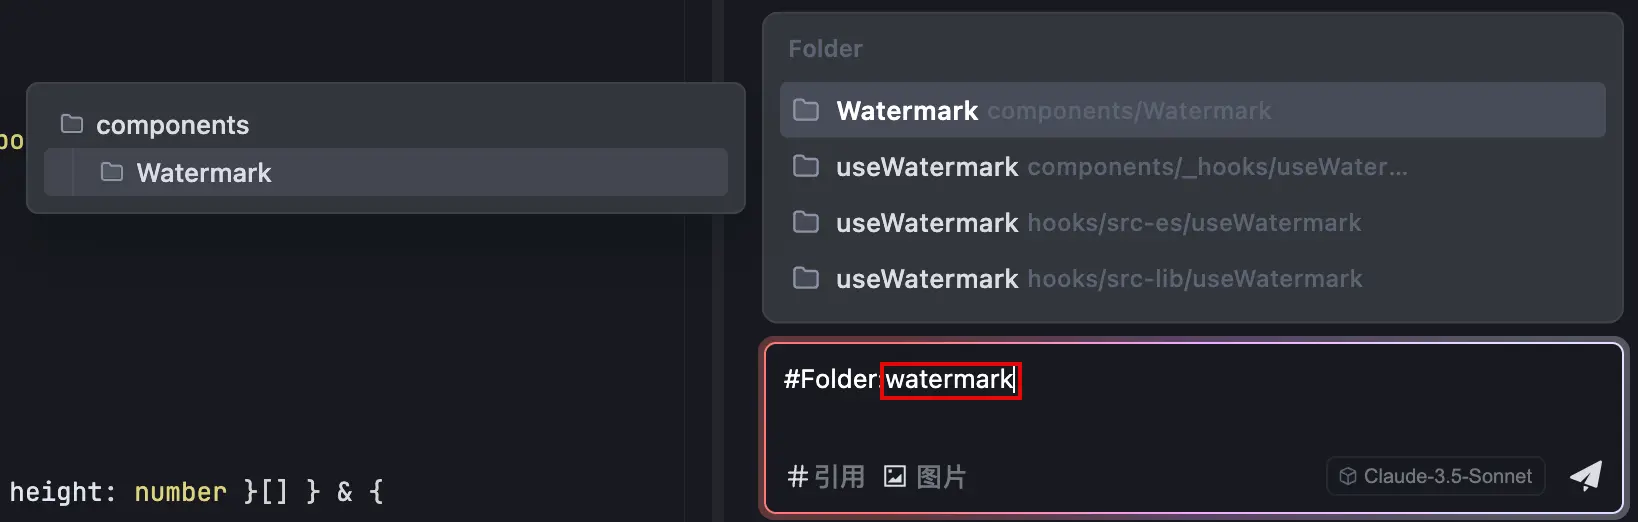 po
components
Watermark
height: number }[] } & {
Folder
Watermark components/Watermark
useWatermark components/_hooks/useWater...
useWatermark hooks/src-es/useWatermark
useWatermark hooks/src-lib/useWatermark
#Folder:watermark
#引用 图片
Claude-3.5-Sonnet